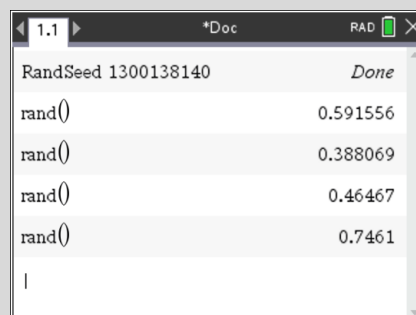 1.1 *Doc RAD
RandSeed 1300138140 Done
rand() 0.591556
rand() 0.388069
rand() 0.46467
rand() 0.7461